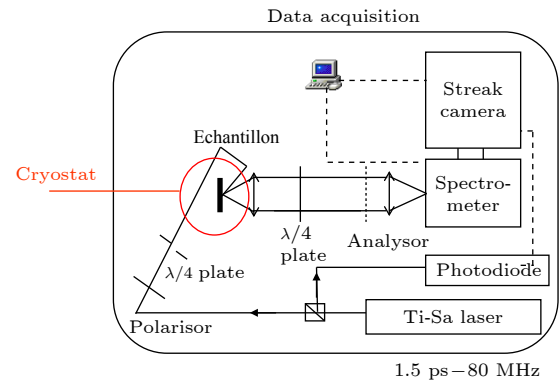 Data acquisition
Streak
camera
Echantillon
Cryostat
Spectro-
meter
λ/4
plate
Analysor
λ/4 plate
Photodiode
Polarisor
Ti-Sa laser
1.5 ps−80 MHz